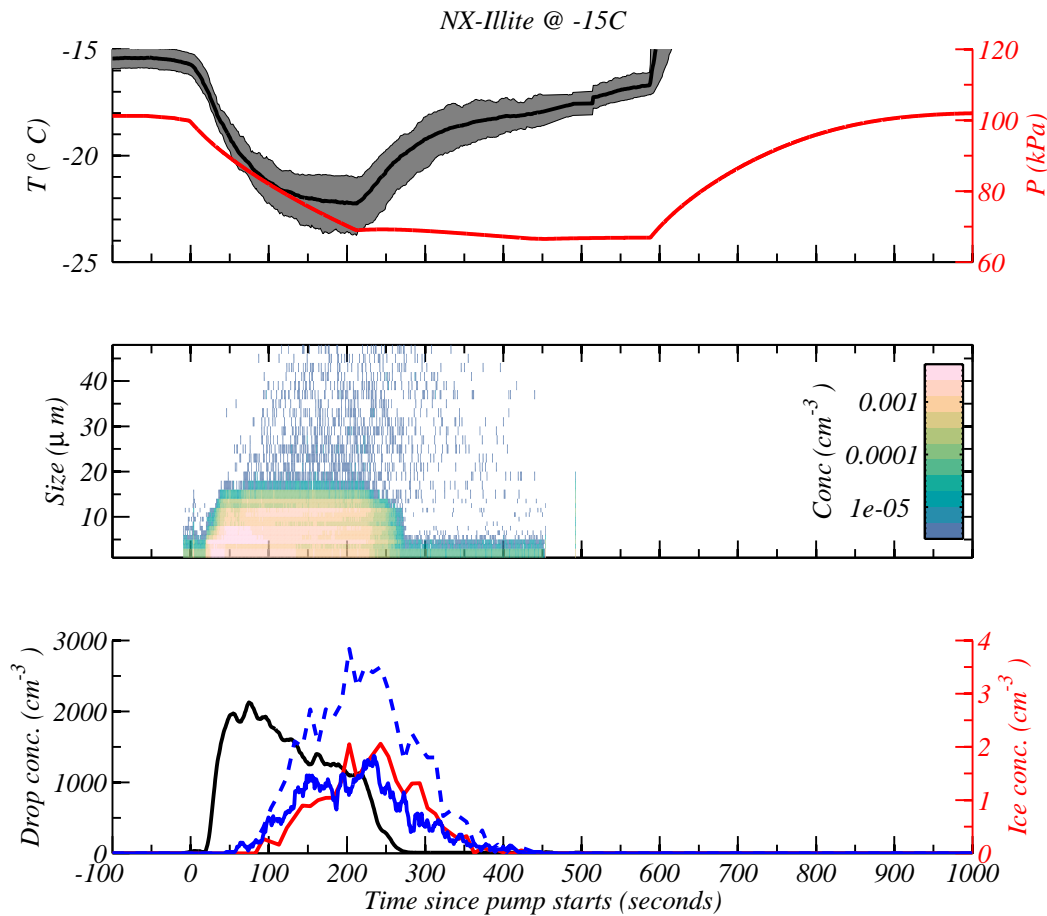 NX-Illite @ -15C
-15
-20
-25
T (° C)
120
100
80
60
P (kPa)
40
30
20
10
Size (μ m)
0.001
0.0001
1e-05
Conc (cm-3)
3000
2000
1000
0
Drop conc. (cm-3)
4
3
2
1
0
Ice conc. (cm-3)
-100 0 100 200 300 400 500 600 700 800 900 1000
Time since pump starts (seconds)